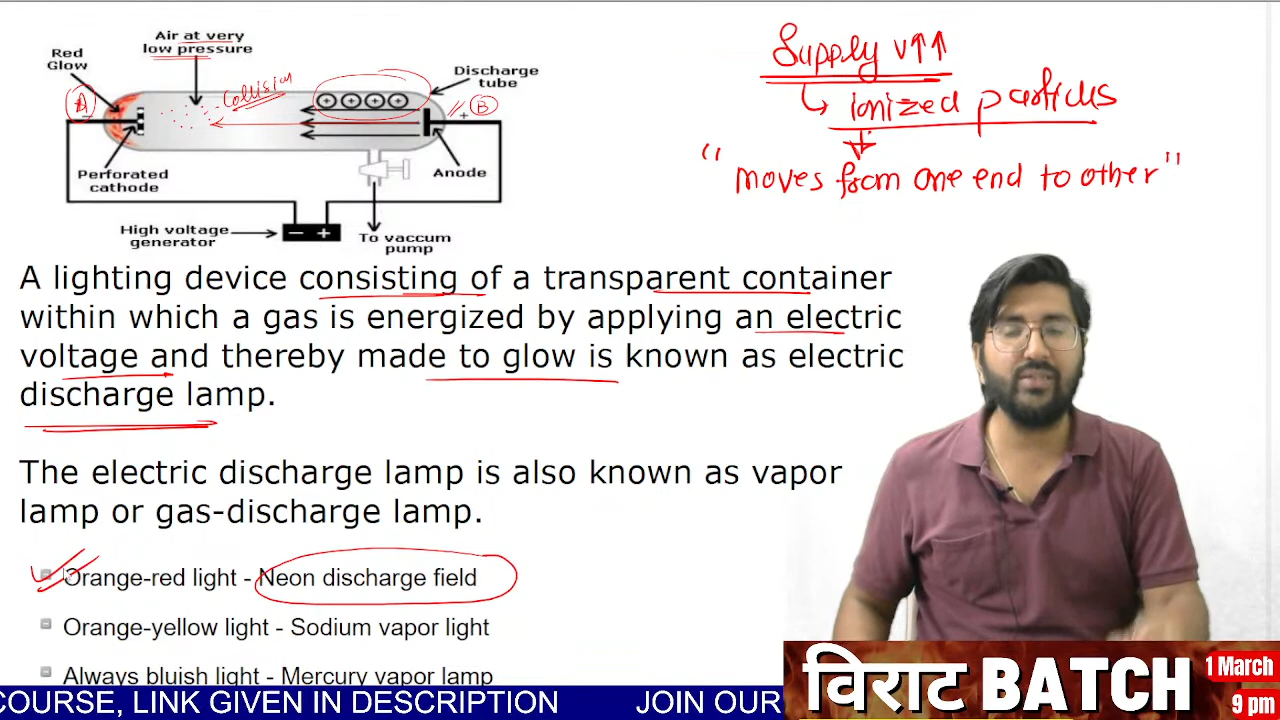 Air at very
low pressure
Red
Glow
Collision
Discharge
tube
A
B
+
Perforated
cathode
Anode
High voltage
generator
− +
To vaccum
pump
Supply V↑↑
ionized particles
"moves from one end to other"
A lighting device consisting of a transparent container
within which a gas is energized by applying an electric
voltage and thereby made to glow is known as electric
discharge lamp.
The electric discharge lamp is also known as vapor
lamp or gas-discharge lamp.
Orange-red light - Neon discharge field
Orange-yellow light - Sodium vapor light
Always bluish light - Mercury vapor lamp
विराट BATCH
1 March
9 pm
COURSE, LINK GIVEN IN DESCRIPTION JOIN OUR